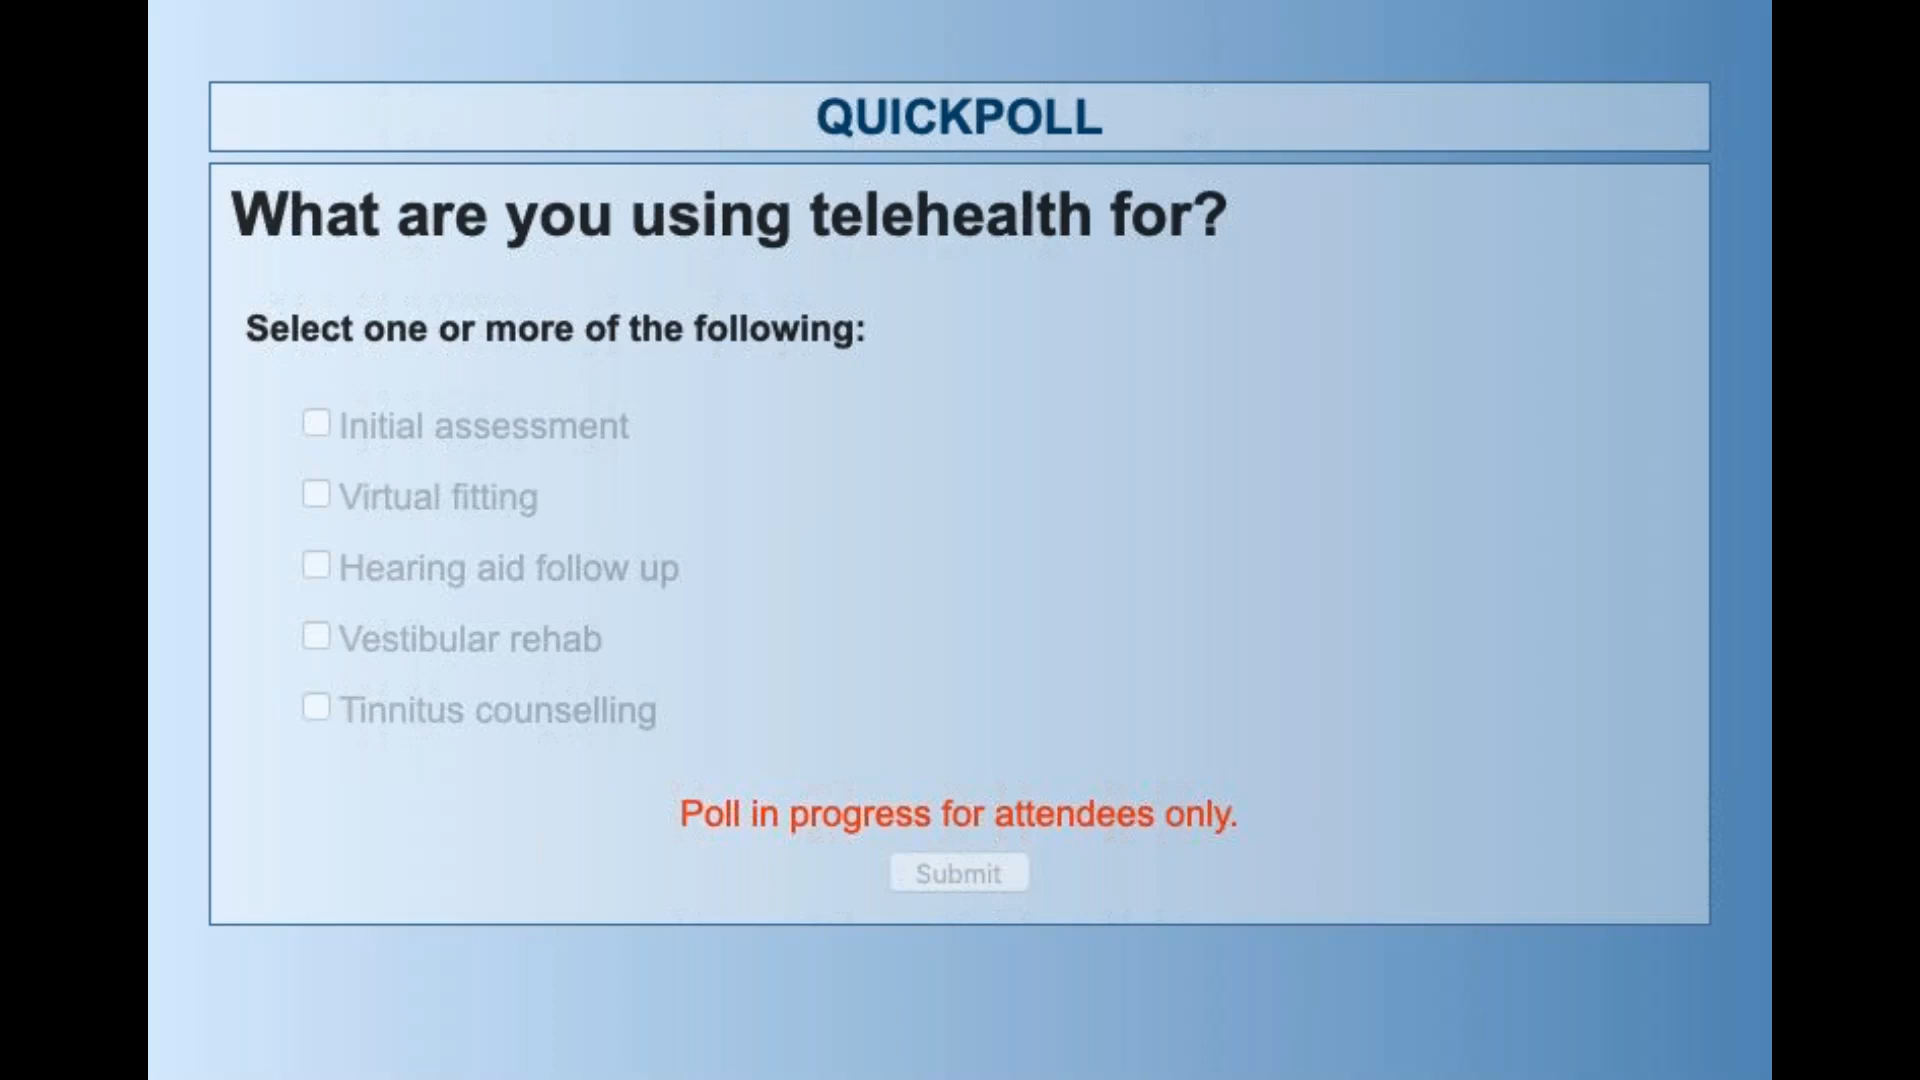 QUICKPOLL
What are you using telehealth for?
Select one or more of the following:
Initial assessment
Virtual fitting
Hearing aid follow up
Vestibular rehab
Tinnitus counselling
Poll in progress for attendees only.
Submit